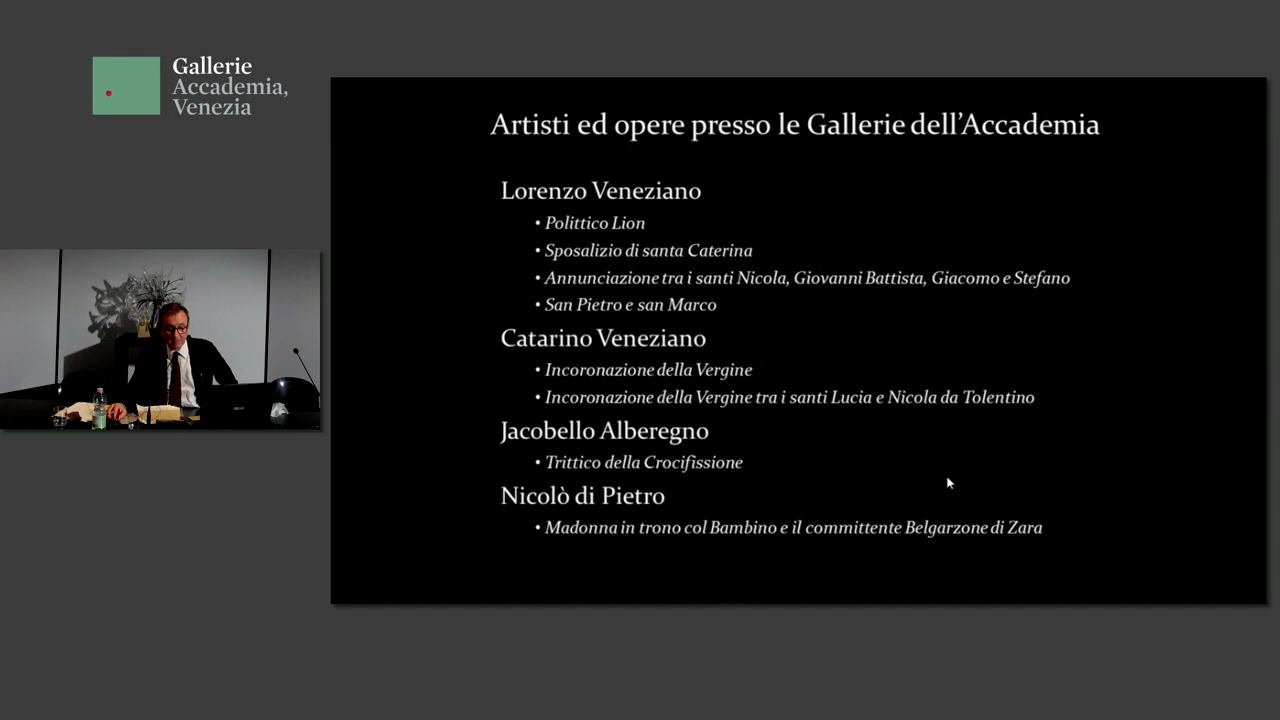 Gallerie
Accademia,
Venezia
Artisti ed opere presso le Gallerie dell’Accademia
Lorenzo Veneziano
• Polittico Lion
• Sposalizio di santa Caterina
• Annunciazione tra i santi Nicola, Giovanni Battista, Giacomo e Stefano
• San Pietro e san Marco
Catarino Veneziano
• Incoronazione della Vergine
• Incoronazione della Vergine tra i santi Lucia e Nicola da Tolentino
Jacobello Alberegno
• Trittico della Crocifissione
Nicolò di Pietro
• Madonna in trono col Bambino e il committente Belgarzone di Zara